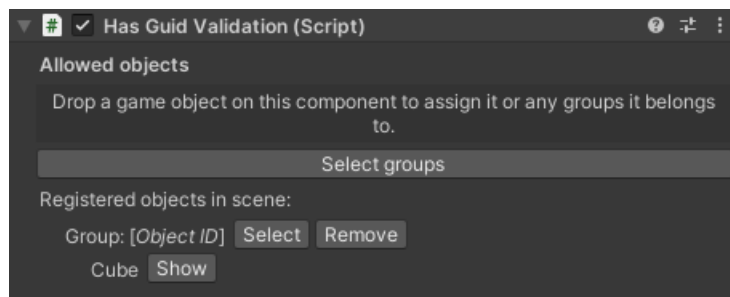 # Has Guid Validation (Script)
Allowed objects
Drop a game object on this component to assign it or any groups it belongs
to.
Select groups
Registered objects in scene:
Group: [Object ID] Select Remove
Cube Show